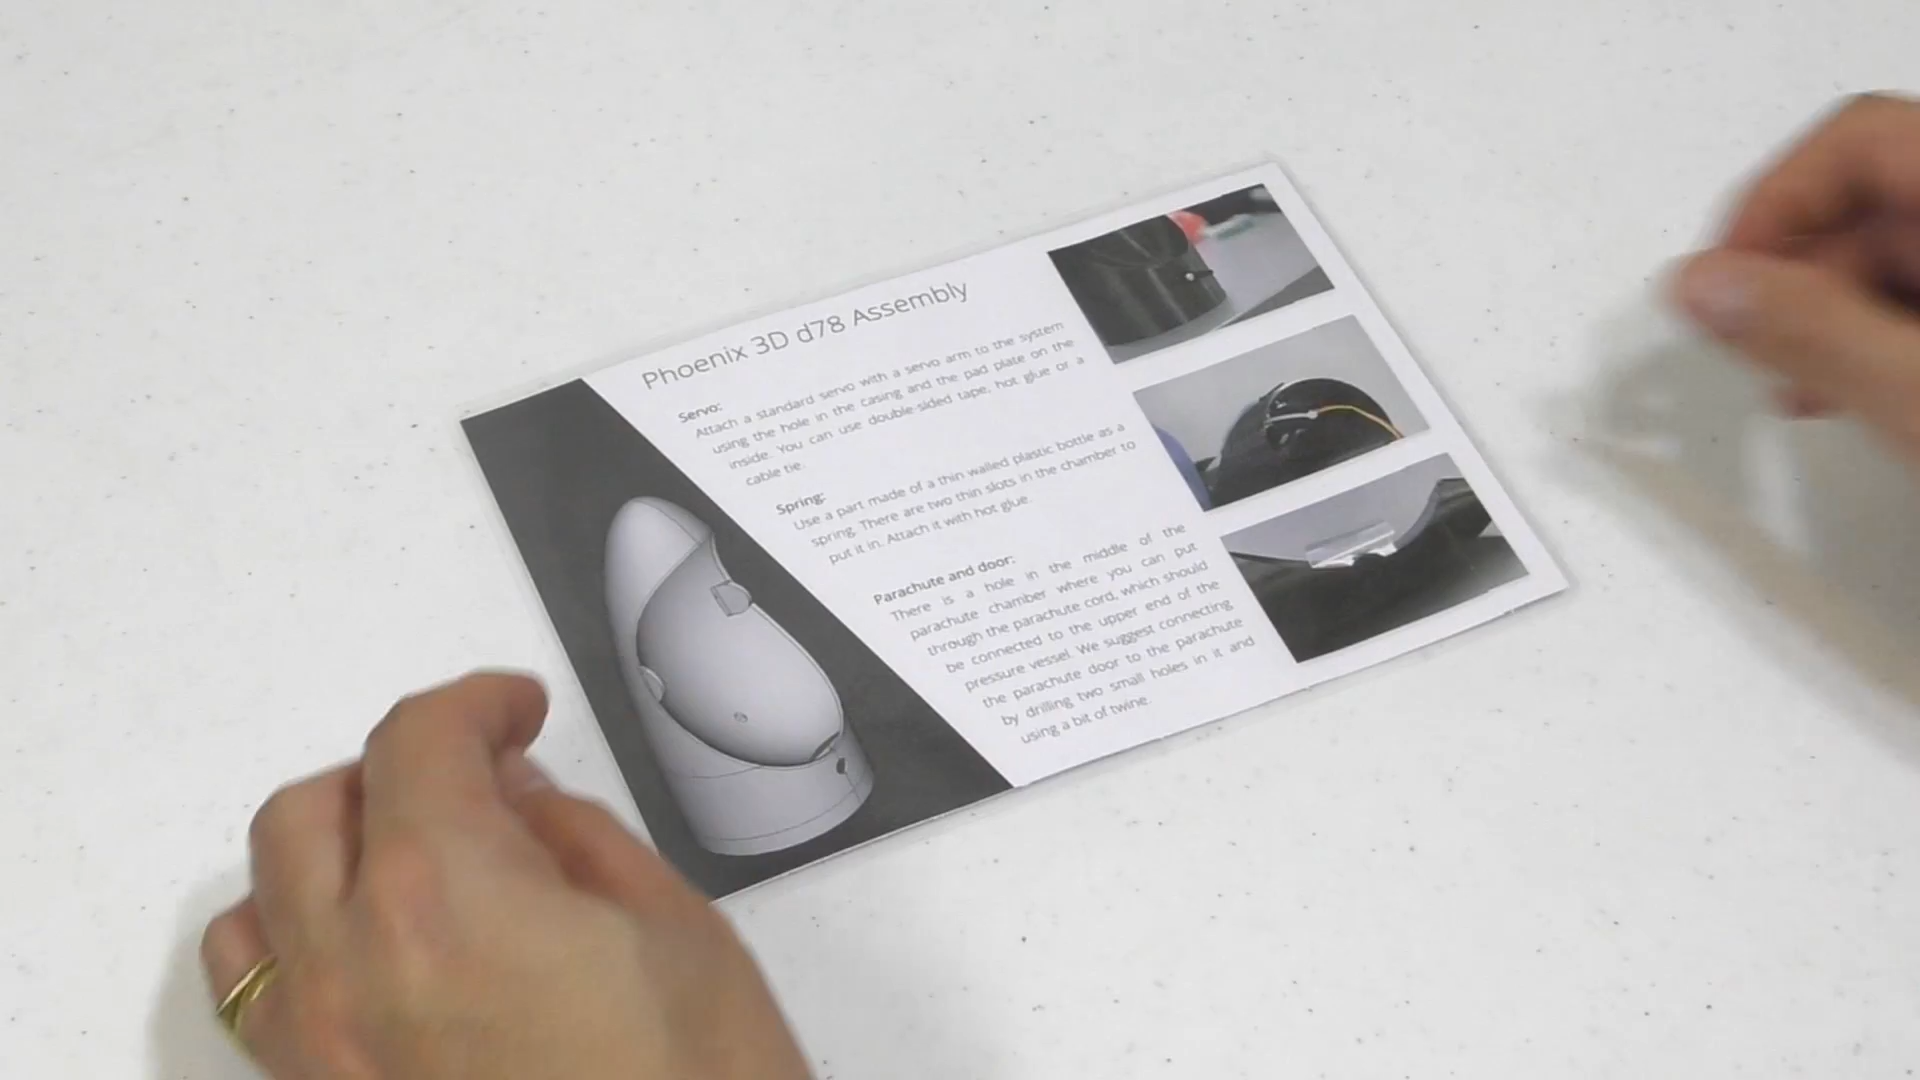 Phoenix 3D d78 Assembly
Servo:
Attach a standard servo with a servo arm to the system
using the hole in the casing and the pad plate on the
inside. You can use double-sided tape, hot glue or a
cable tie.
Spring:
Use a part made of a thin walled plastic bottle as a
spring. There are two thin slots in the chamber to
put it in. Attach it with hot glue.
Parachute and door:
There is a hole in the middle of the
parachute chamber where you can put
through the parachute cord, which should
be connected to the upper end of the
pressure vessel. We suggest connecting
the parachute door to the parachute
by drilling two small holes in it and
using a bit of twine.